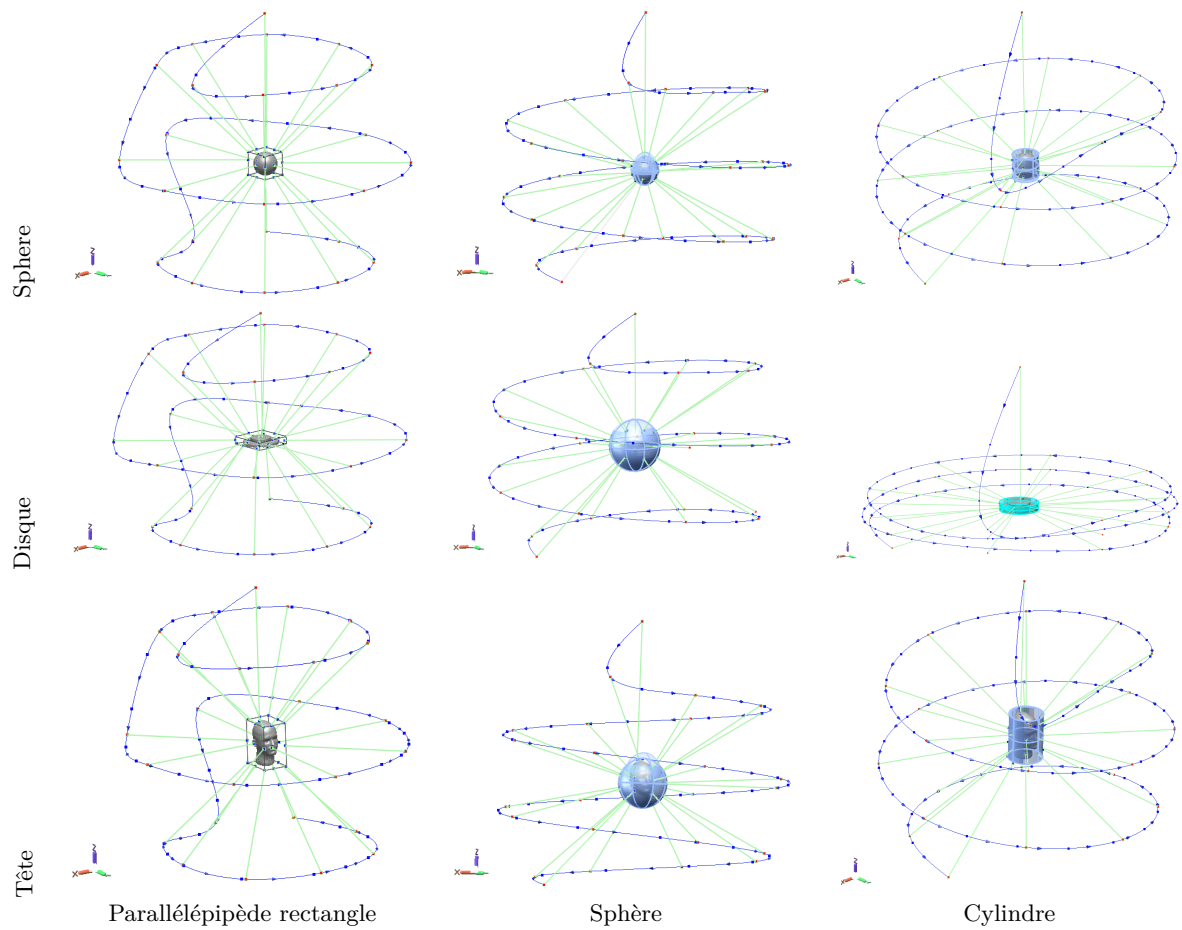 Sphere
Disque
Tête
Parallélépipède rectangle
Sphère
Cylindre